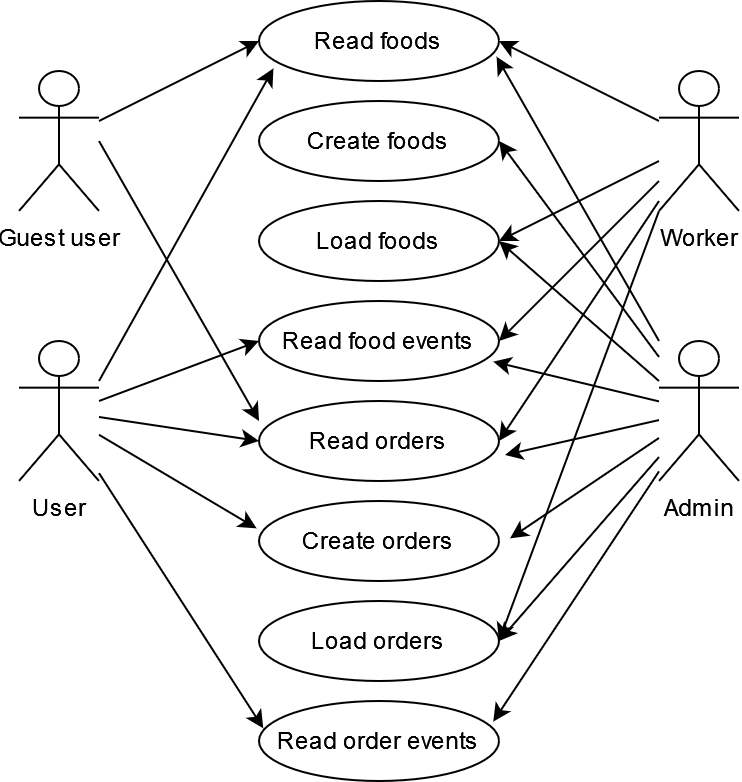 Read foods
Create foods
Guest user
Load foods
Worker
Read food events
Read orders
User
Admin
Create orders
Load orders
Read order events